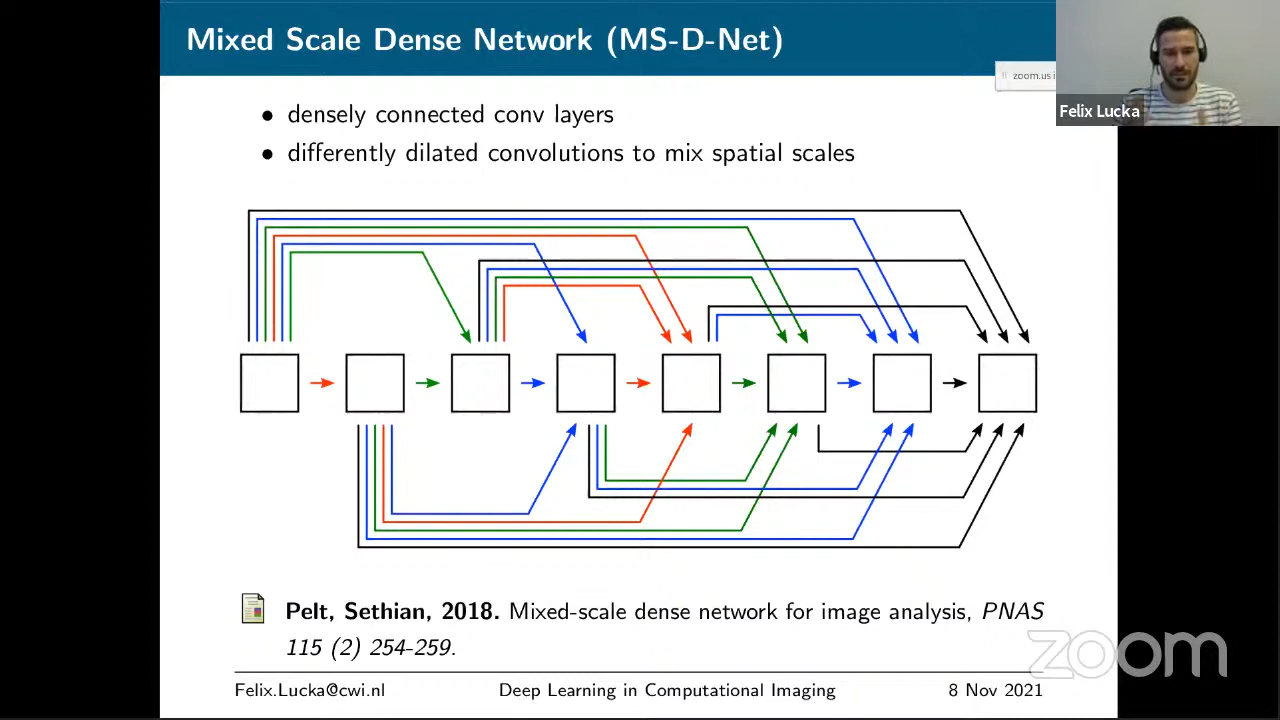 Mixed Scale Dense Network (MS-D-Net)
zoom.us i
Felix Lucka
• densely connected conv layers
• differently dilated convolutions to mix spatial scales
Pelt, Sethian, 2018. Mixed-scale dense network for image analysis, PNAS
115 (2) 254-259.
zoom
Felix.Lucka@cwi.nl Deep Learning in Computational Imaging 8 Nov 2021